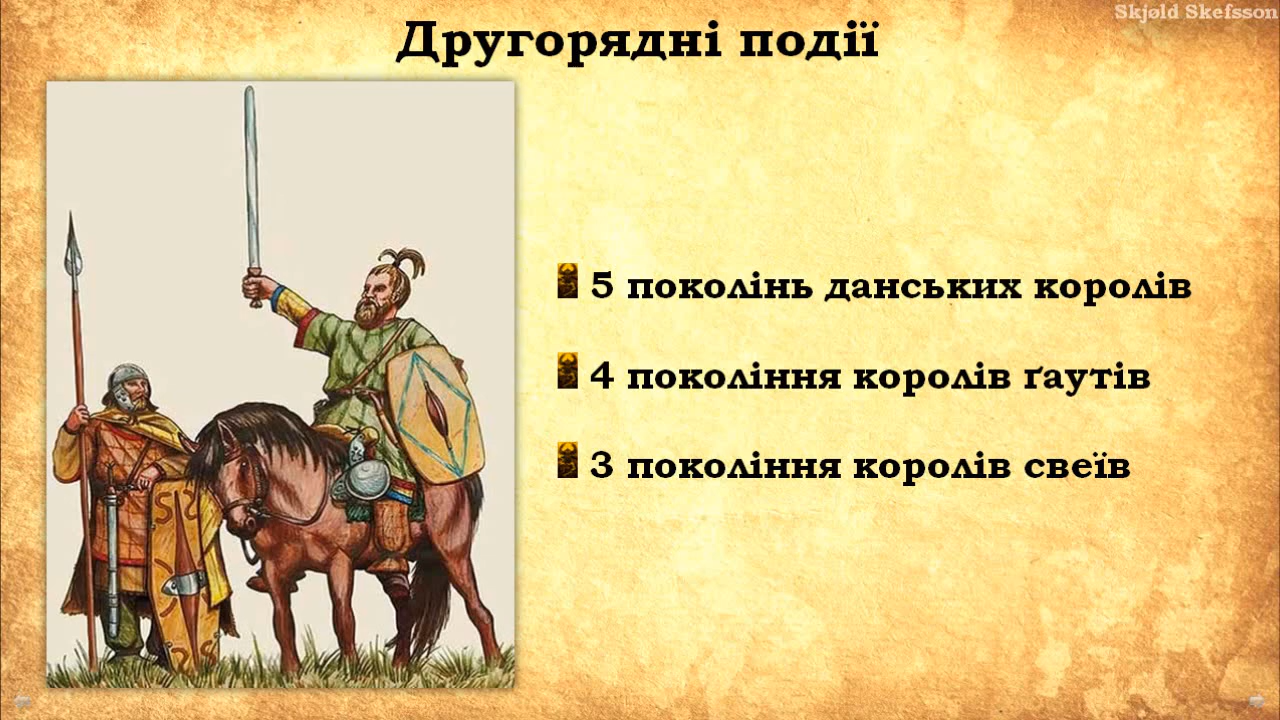 Skjøld Skefsson
Другорядні події
5 поколінь данських королів
4 покоління королів ґаутів
3 покоління королів свеїв